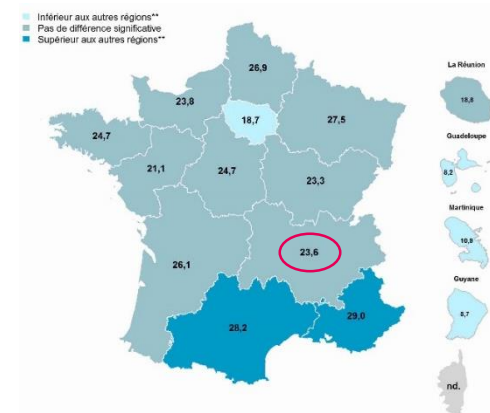 Inférieur aux autres régions**
Pas de différence significative
Supérieur aux autres régions**
26,9
La Réunion
23,8
18,8
18,7
27,5
24,7
Guadeloupe
8,2
21,1
24,7
23,3
Martinique
10,9
23,6
26,1
Guyane
8,7
28,2
29,0
nd.